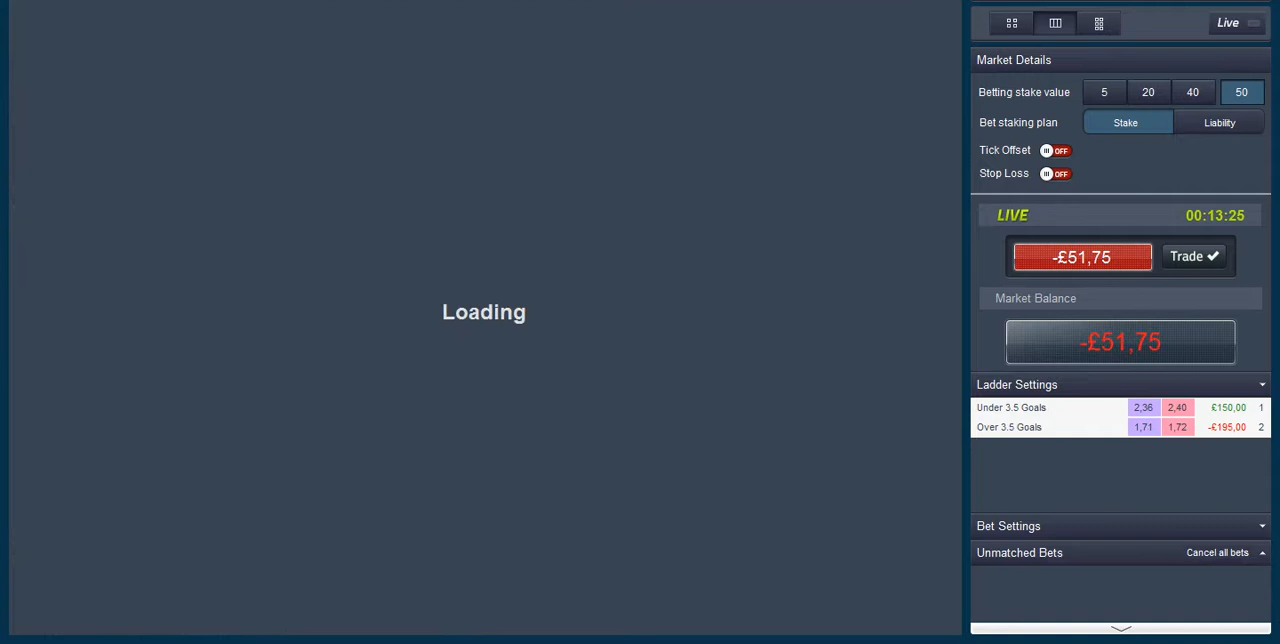 Live
Market Details
Betting stake value 5 20 40 50
Bet staking plan Stake Liability
Tick Offset OFF
Stop Loss OFF
LIVE 00:13:25
-£51,75 Trade
Market Balance
-£51,75
Loading
Ladder Settings
Under 3.5 Goals 2,36 2,40 £150,00 1
Over 3.5 Goals 1,71 1,72 -£195,00 2
Bet Settings
Unmatched Bets Cancel all bets